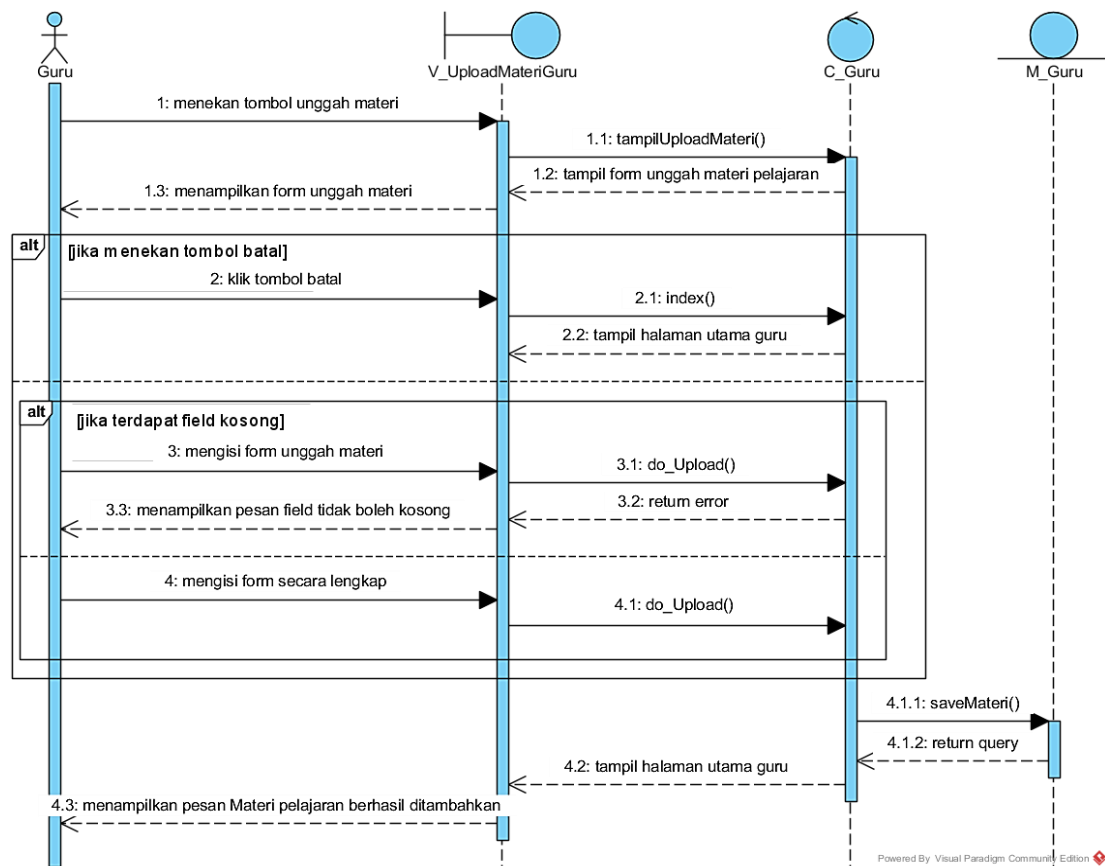 Guru
V_UploadMateriGuru
C_Guru
M_Guru
1: menekan tombol unggah materi
1.1: tampilUploadMateri()
1.2: tampil form unggah materi pelajaran
1.3: menampilkan form unggah materi
alt
[jika menekan tombol batal]
2: klik tombol batal
2.1: index()
2.2: tampil halaman utama guru
alt
[jika terdapat field kosong]
3: mengisi form unggah materi
3.1: do_Upload()
3.2: return error
3.3: menampilkan pesan field tidak boleh kosong
4: mengisi form secara lengkap
4.1: do_Upload()
4.1.1: saveMateri()
4.1.2: return query
4.2: tampil halaman utama guru
4.3: menampilkan pesan Materi pelajaran berhasil ditambahkan
Powered By Visual Paradigm Community Edition